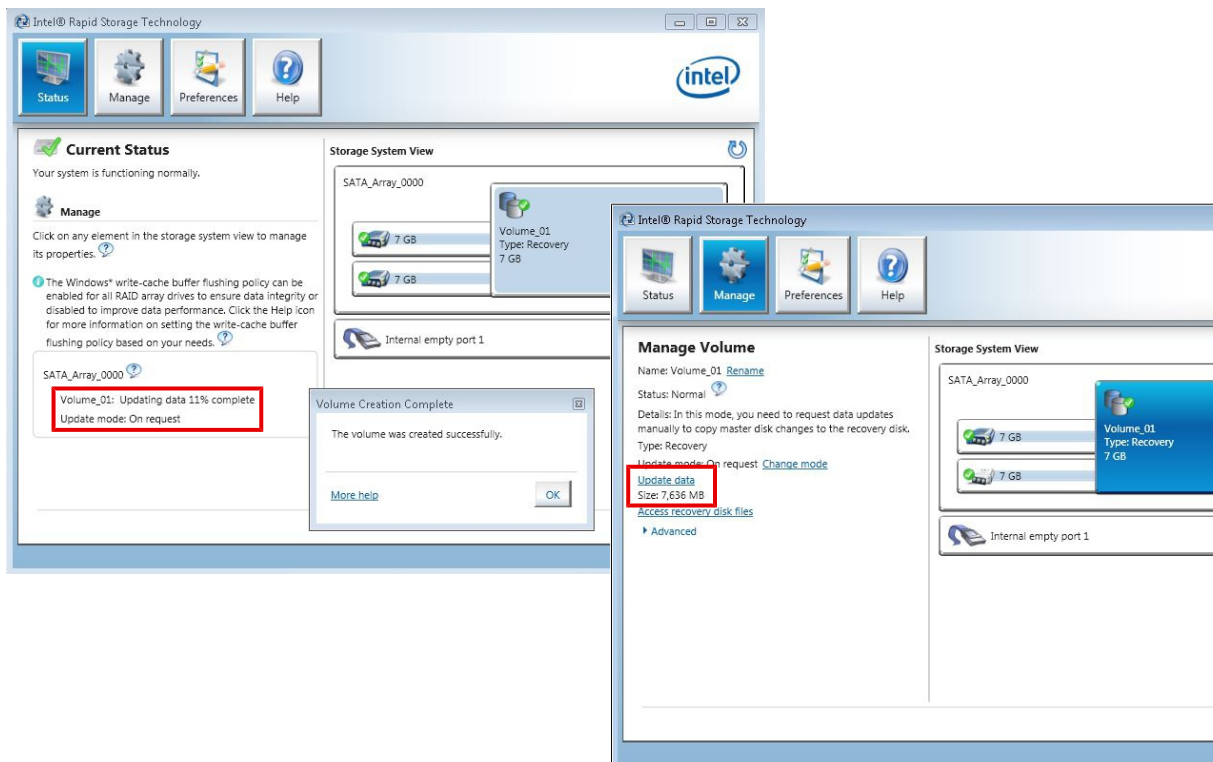 Intel® Rapid Storage Technology
Status
Manage
Preferences
Help
intel
Current Status
Your system is functioning normally.
Manage
Click on any element in the storage system view to manage
its properties.
The Windows* write-cache buffer flushing policy can be
enabled for all RAID array drives to ensure data integrity or
disabled to improve data performance. Click the Help icon
for more information on setting the write-cache buffer
flushing policy based on your needs.
SATA_Array_0000
Volume_01: Updating data 11% complete
Update mode: On request
Storage System View
SATA_Array_0000
7 GB
7 GB
Volume_01
Type: Recovery
7 GB
Internal empty port 1
Volume Creation Complete
The volume was created successfully.
More help
OK
Intel® Rapid Storage Technology
Status
Manage
Preferences
Help
Manage Volume
Name: Volume_01 Rename
Status: Normal
Details: In this mode, you need to request data updates
manually to copy master disk changes to the recovery disk.
Type: Recovery
Update mode: On request Change mode
Update data
Size: 7,636 MB
Access recovery disk files
Advanced
Storage System View
SATA_Array_0000
7 GB
7 GB
Volume_01
Type: Recovery
7 GB
Internal empty port 1